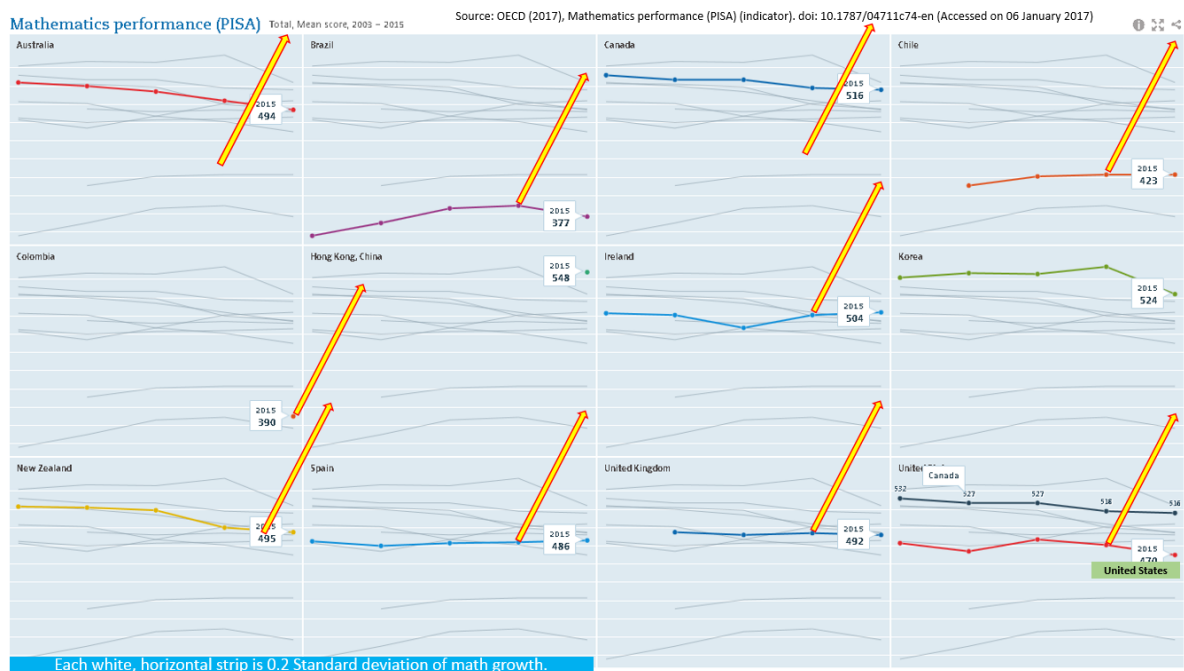 Source: OECD (2017), Mathematics performance (PISA) (indicator). doi: 10.1787/04711c74-en (Accessed on 06 January 2017)
Mathematics performance (PISA) Total, Mean score, 2003 – 2015
Australia
2015
494
Brazil
2015
377
Canada
2015
516
Chile
2015
423
Colombia
2015
390
Hong Kong, China
2015
548
Ireland
2015
504
Korea
2015
524
New Zealand
495
Spain
2015
486
United Kingdom
2015
492
Canada
532
527
527
518
516
2015
470
United States
Each white, horizontal strip is 0.2 Standard deviation of math growth.